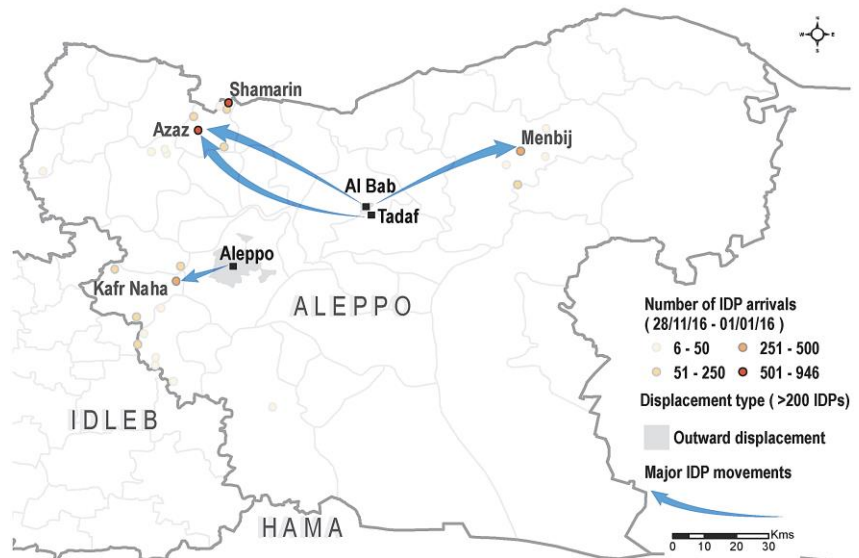 N
W E
S
Shamarin
Azaz
Menbij
Al Bab
Tadaf
Aleppo
Kafr Naha
ALEPPO
Number of IDP arrivals
( 28/11/16 - 01/01/16 )
6 - 50
251 - 500
51 - 250
501 - 946
Displacement type ( >200 IDPs)
IDLEB
Outward displacement
Major IDP movements
HAMA
Kms
0 5 10 20 30